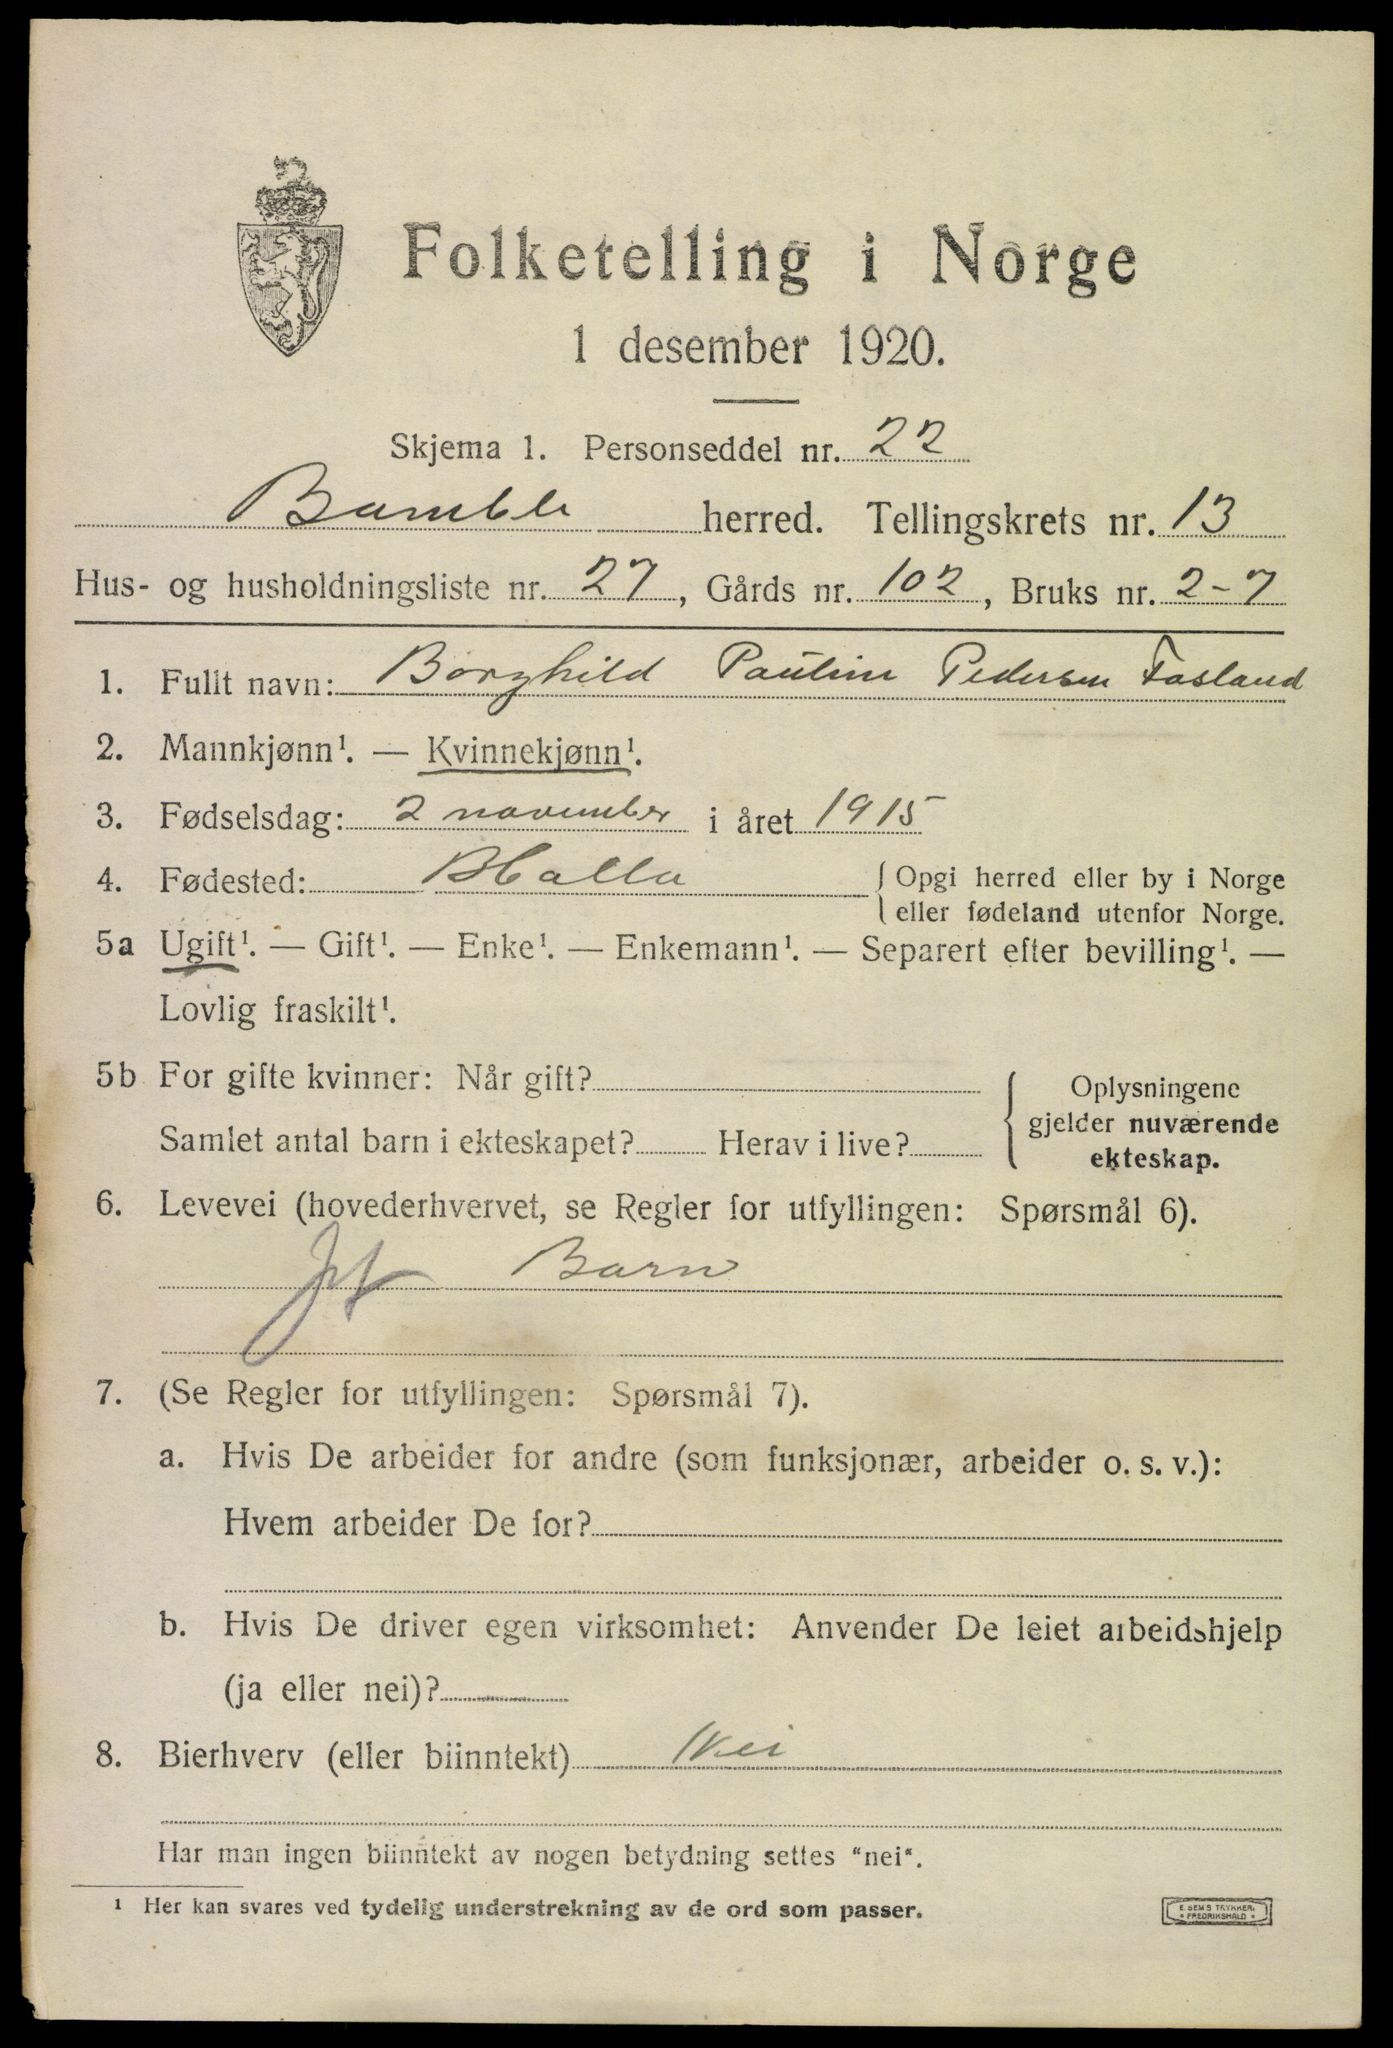 Folketelling i Norge
1 desember 1920.
Skjema 1. Personseddel nr. 22
Bamble herred. Tellingskrets nr. 13
Hus- og husholdningsliste nr. 27, Gårds nr. 102, Bruks nr. 2-7
1. Fullt navn: Borghild Pauline Pedersen Fosland
2. Mannkjønn¹. — Kvinnekjønn¹.
3. Fødselsdag: 2 november i året 1915
4. Fødested: Holla { Opgi herred eller by i Norge
eller fødeland utenfor Norge.
5a Ugift¹. — Gift¹. — Enke¹. — Enkemann¹. — Separert efter bevilling¹. —
Lovlig fraskilt¹.
5b For gifte kvinner: Når gift?
Samlet antal barn i ekteskapet? Herav i live?
{ Oplysningene
gjelder nuværende
ekteskap.
6. Levevei (hovederhvervet, se Regler for utfyllingen: Spørsmål 6).
Barn
7. (Se Regler for utfyllingen: Spørsmål 7).
a. Hvis De arbeider for andre (som funksjonær, arbeider o. s. v.):
Hvem arbeider De for?
b. Hvis De driver egen virksomhet: Anvender De leiet arbeidshjelp
(ja eller nei)?
8. Bierhverv (eller biinntekt) Nei
Har man ingen biinntekt av nogen betydning settes "nei".
¹ Her kan svares ved tydelig understrekning av de ord som passer.
E. SEM'S TRYKKERI
• FREDRIKSHALD •